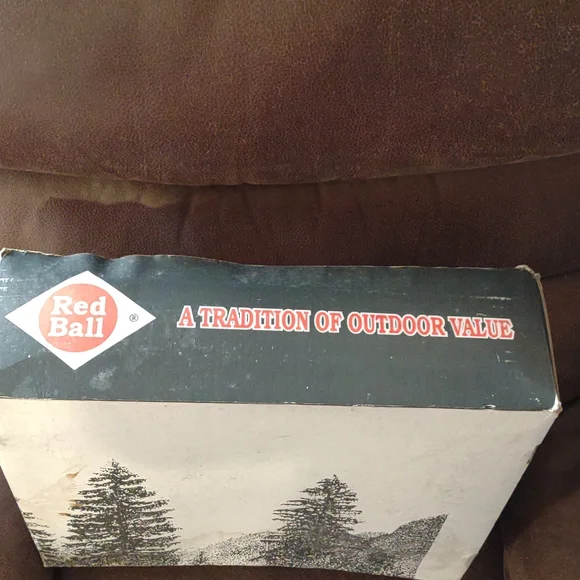 Red
Ball
®
A TRADITION OF OUTDOOR VALUE